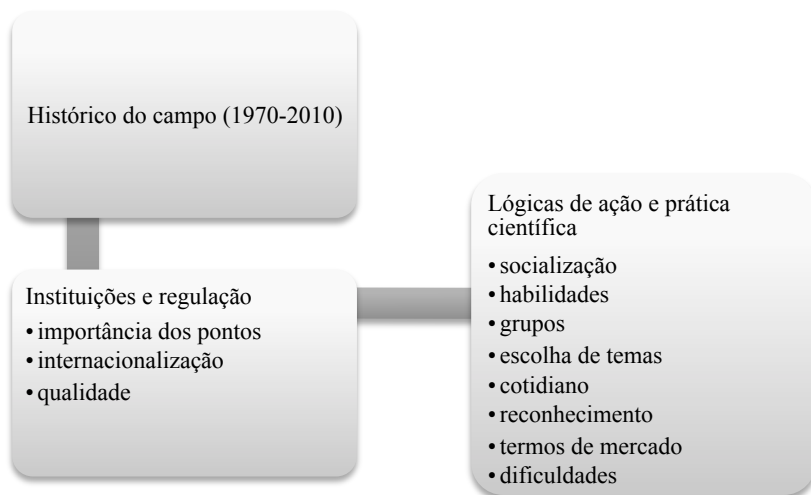 Histórico do campo (1970-2010)
Instituições e regulação
• importância dos pontos
• internacionalização
• qualidade
Lógicas de ação e prática
científica
• socialização
• habilidades
• grupos
• escolha de temas
• cotidiano
• reconhecimento
• termos de mercado
• dificuldades